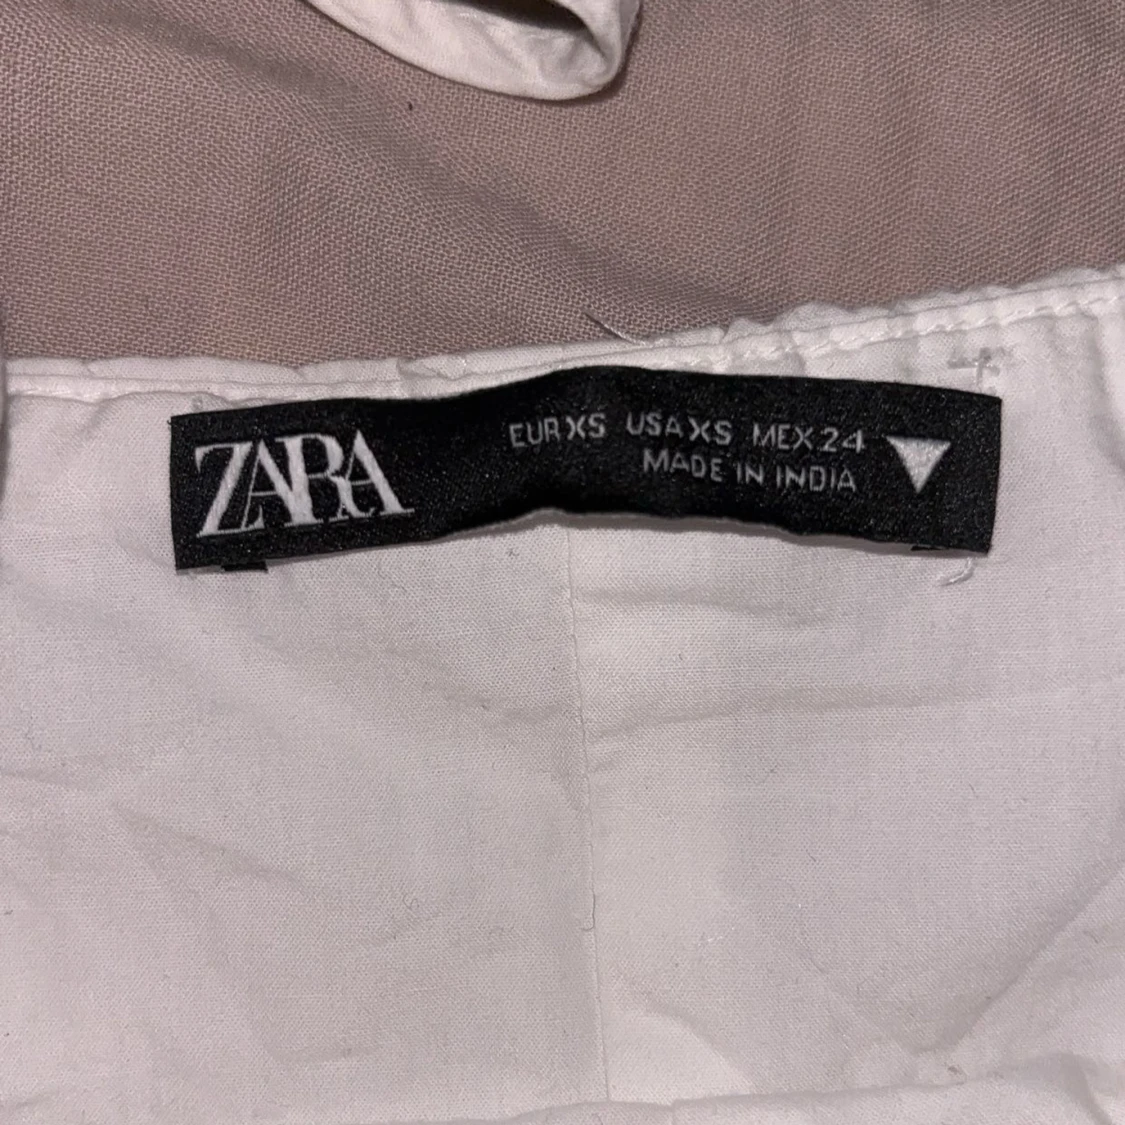 ZARA
EUR XS USA XS MEX 24
MADE IN INDIA